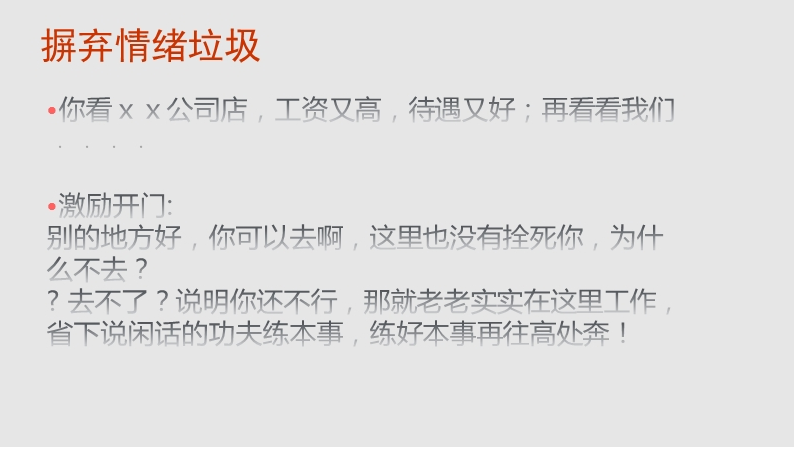 摒弃情绪垃圾
•你看ｘｘ公司店，工资又高，待遇又好；再看看我们
．．．．
•激励开门:
别的地方好，你可以去啊，这里也没有拴死你，为什
么不去？
？去不了？说明你还不行，那就老老实实在这里工作，
省下说闲话的功夫练本事，练好本事再往高处奔！